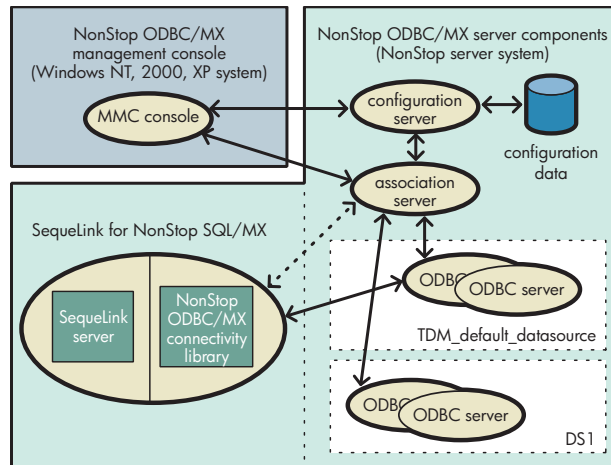 NonStop ODBC/MX
management console
(Windows NT, 2000, XP system)
MMC console
NonStop ODBC/MX server components
(NonStop server system)
configuration
server
configuration
data
association
server
SequeLink for NonStop SQL/MX
SequeLink
server
NonStop
ODBC/MX
connectivity
library
ODBC
ODBC server
TDM_default_datasource
ODBC
ODBC server
DS1